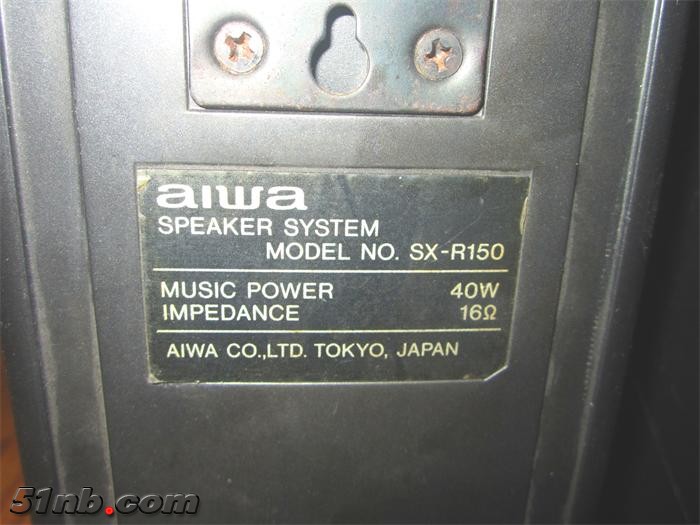 aiwa
SPEAKER SYSTEM
MODEL NO. SX-R150
MUSIC POWER 40W
IMPEDANCE 16Ω
AIWA CO.,LTD. TOKYO, JAPAN
51nb.com